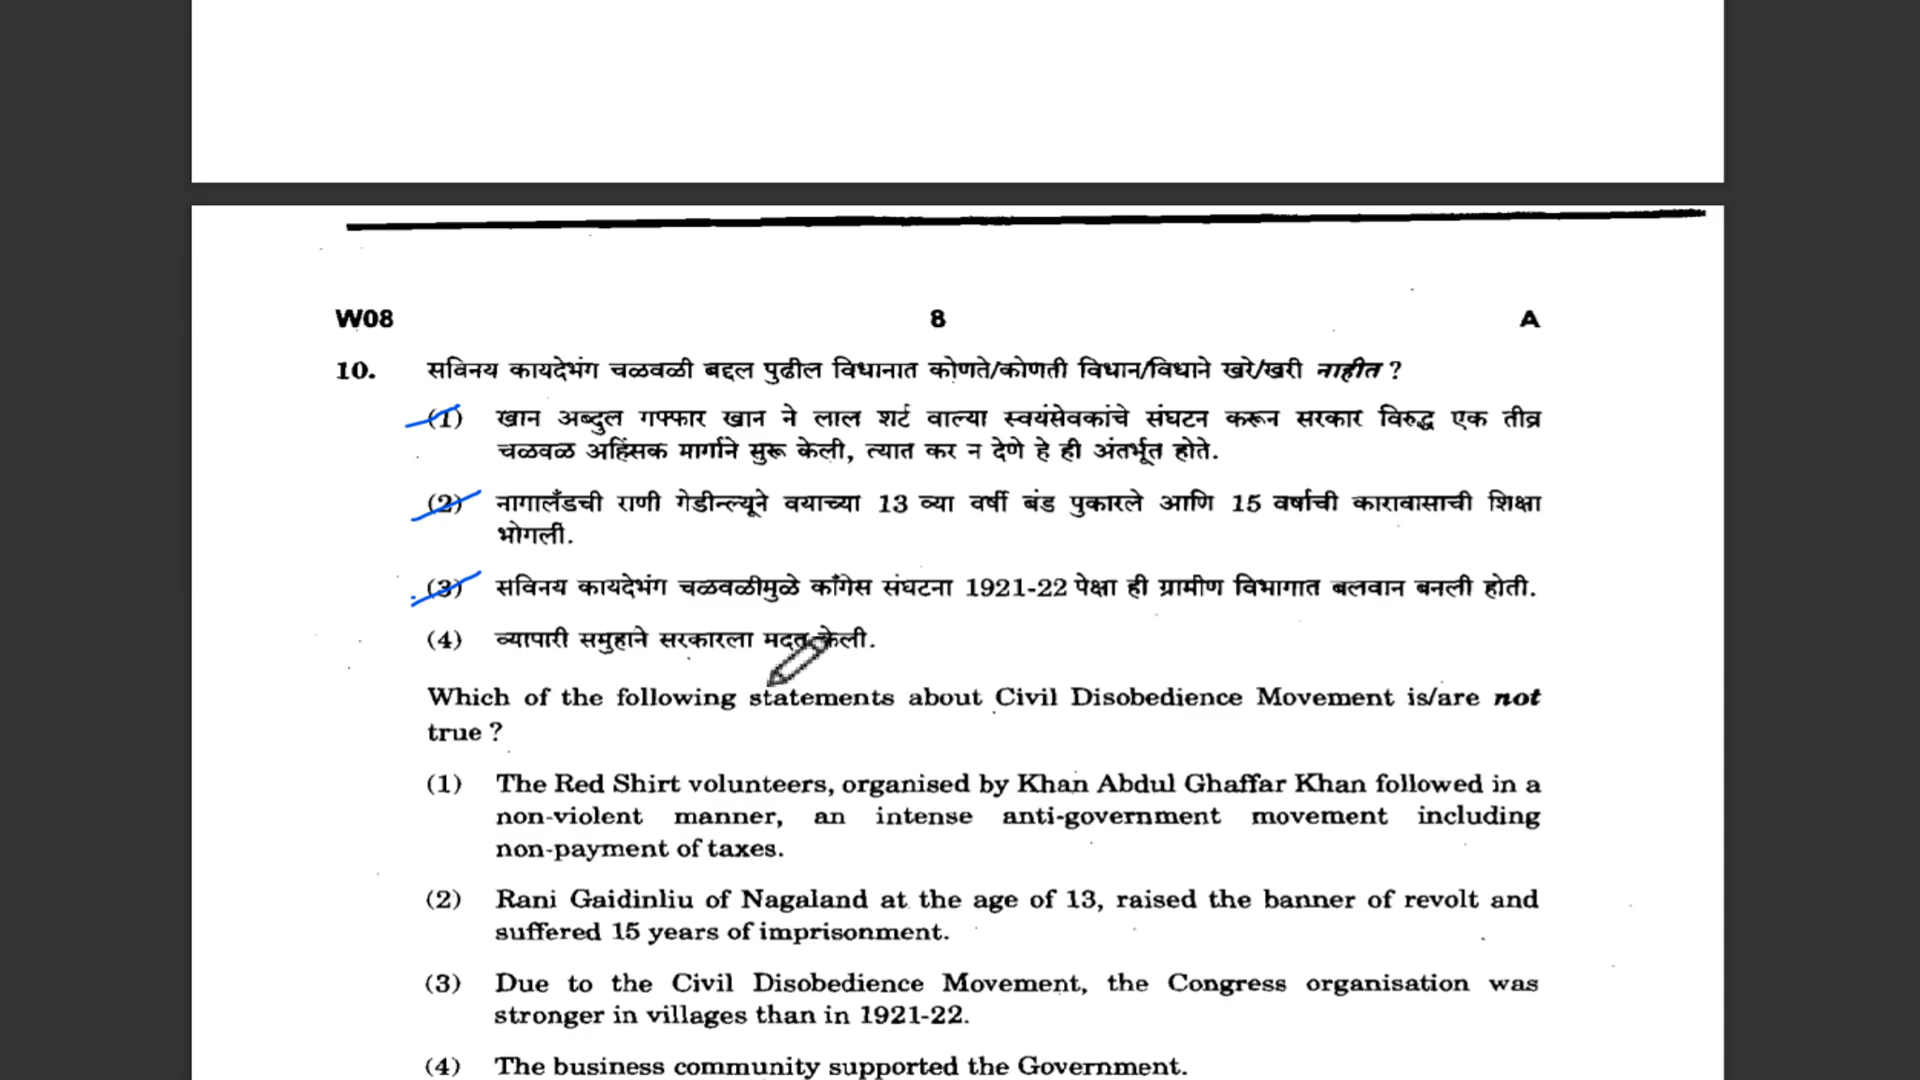 W08 8 A
10. सविनय कायदेभंग चळवळी बद्दल पुढील विधानात कोणते/कोणती विधान/विधाने खरे/खरी नाहीत ?
(1) खान अब्दुल गफ्फार खान ने लाल शर्ट वाल्या स्वयंसेवकांचे संघटन करून सरकार विरुद्ध एक तीव्र
चळवळ अहिंसक मार्गाने सुरू केली, त्यात कर न देणे हे ही अंतर्भूत होते.
(2) नागालँडची राणी गेडीन्ल्यूने वयाच्या 13 व्या वर्षी बंड पुकारले आणि 15 वर्षाची कारावासाची शिक्षा
भोगली.
(3) सविनय कायदेभंग चळवळीमुळे काँगेस संघटना 1921-22 पेक्षा ही ग्रामीण विभागात बलवान बनली होती.
(4) व्यापारी समुहाने सरकारला मदत केली.
Which of the following statements about Civil Disobedience Movement is/are not
true ?
(1) The Red Shirt volunteers, organised by Khan Abdul Ghaffar Khan followed in a
non-violent manner, an intense anti-government movement including
non-payment of taxes.
(2) Rani Gaidinliu of Nagaland at the age of 13, raised the banner of revolt and
suffered 15 years of imprisonment.
(3) Due to the Civil Disobedience Movement, the Congress organisation was
stronger in villages than in 1921-22.
(4) The business community supported the Government.